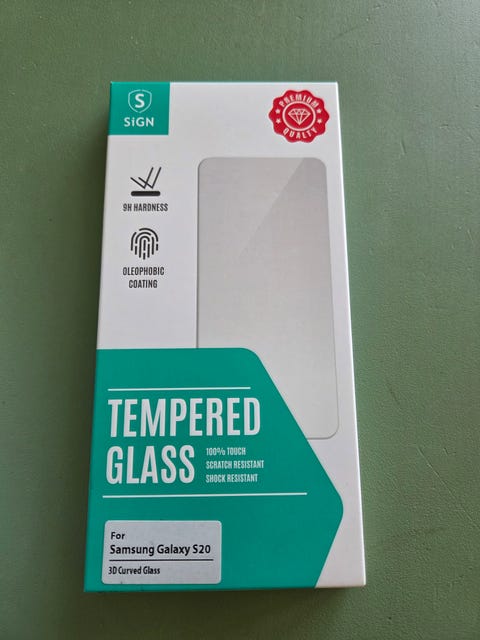 S
SiGN
PREMIUM
QUALITY
9H HARDNESS
OLEOPHOBIC
COATING
TEMPERED
GLASS
100% TOUCH
SCRATCH RESISTANT
SHOCK RESISTANT
For
Samsung Galaxy S20
3D Curved Glass